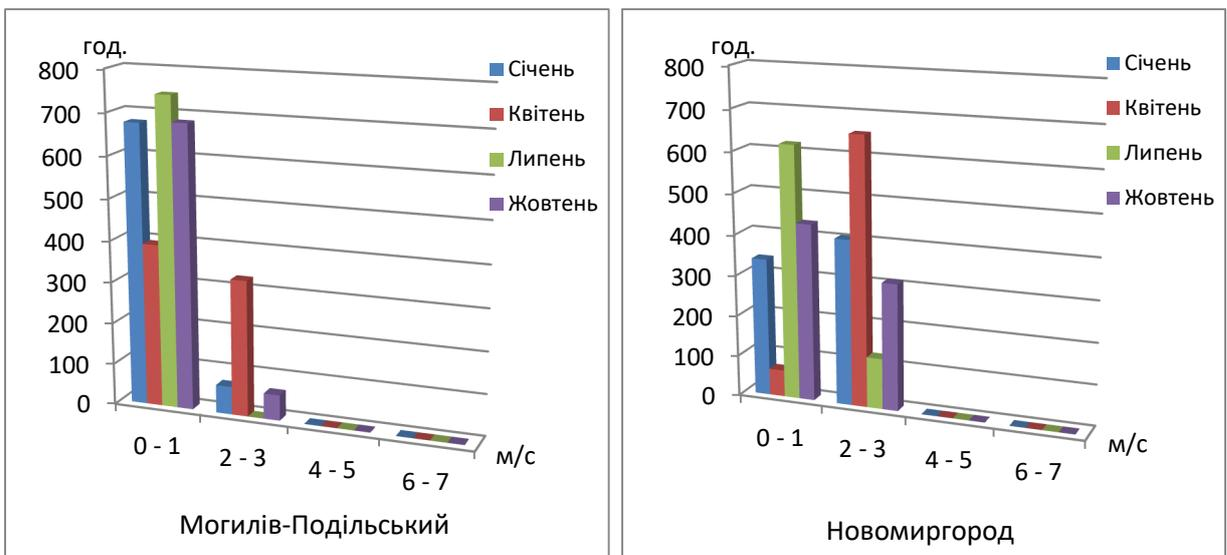 год.
800
700
600
500
400
300
200
100
0
0 - 1
2 - 3
4 - 5
6 - 7
м/с
Січень
Квітень
Липень
Жовтень
Могилів-Подільський
год.
800
700
600
500
400
300
200
100
0
0 - 1
2 - 3
4 - 5
6 - 7
м/с
Січень
Квітень
Липень
Жовтень
Новомиргород